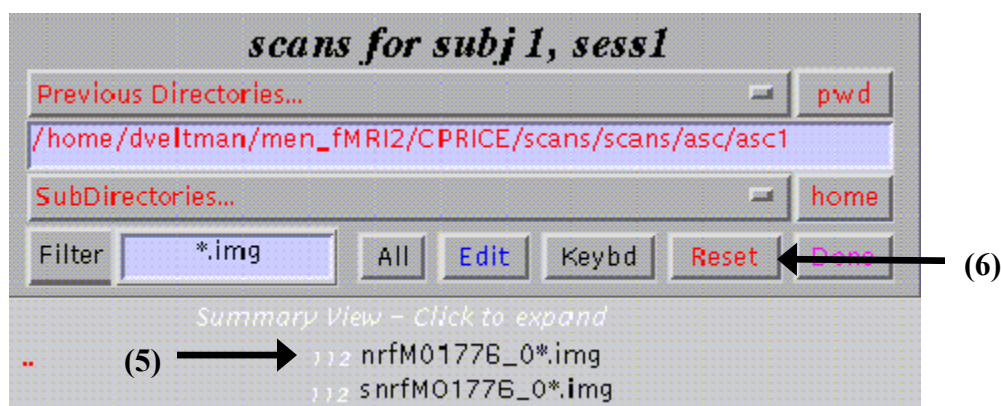 scans for subj 1, sess1
Previous Directories... pwd
/home/dveltman/men_fMRI2/CPRICE/scans/scans/asc/asc1
SubDirectories... home
Filter *.img All Edit Keybd Reset Done (6)
Summary View - Click to expand
.. (5) 112 nrfM01776_0*.img
112 snrfM01776_0*.img